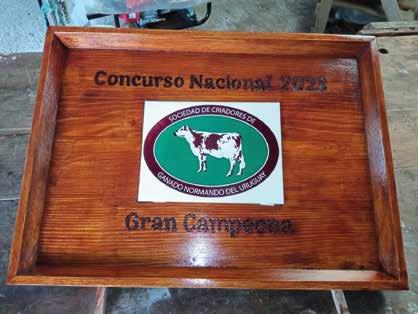 Concurso Nacional 2023
SOCIEDAD DE CRIADORES DE
GANADO NORMANDO DEL URUGUAY
Gran Campeona